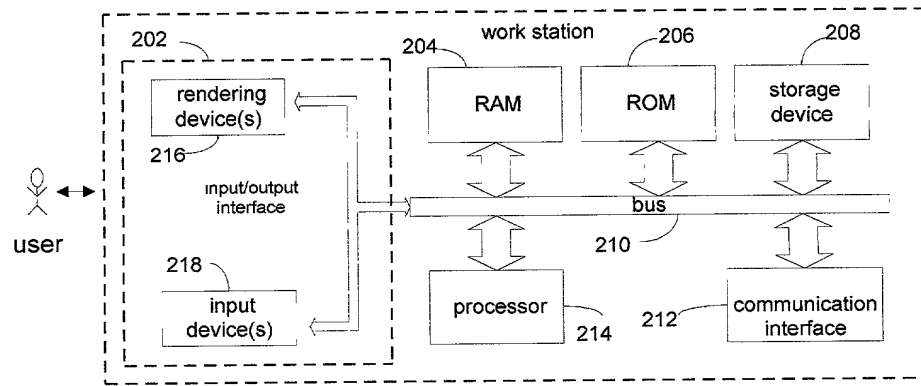 work station
202
204
206
208
rendering
device(s)
216
RAM
ROM
storage
device
input/output
interface
bus
210
user
218
input
device(s)
processor
214
212
communication
interface